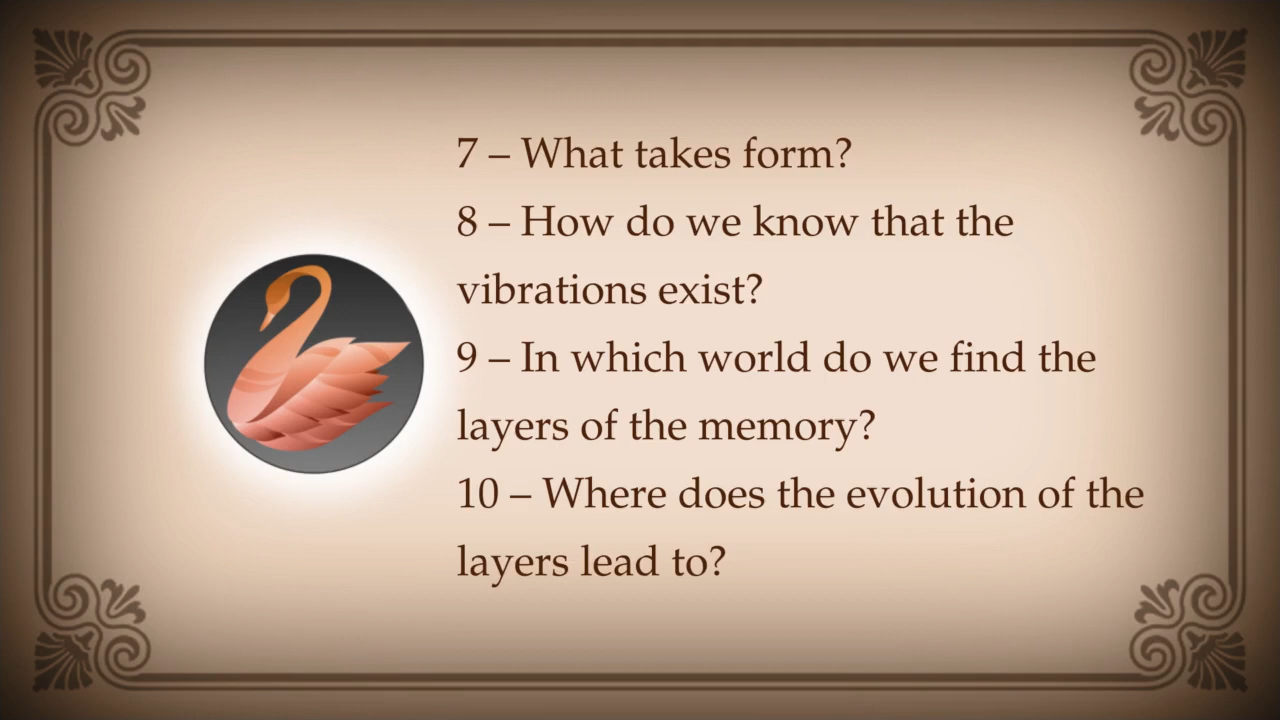 7 – What takes form?
8 – How do we know that the
vibrations exist?
9 – In which world do we find the
layers of the memory?
10 – Where does the evolution of the
layers lead to?